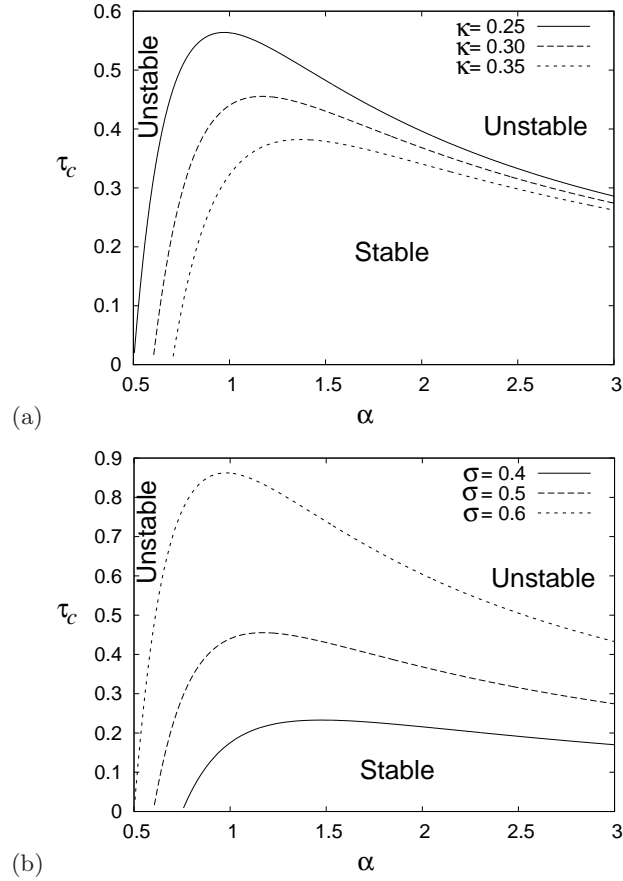 0.6
0.5
0.4
0.3
0.2
0.1
0
τc
Unstable
κ= 0.25
κ= 0.30
κ= 0.35
Unstable
Stable
0.5 1 1.5 2 2.5 3
(a)
α
0.9
0.8
0.7
0.6
0.5
0.4
0.3
0.2
0.1
0
τc
Unstable
σ= 0.4
σ= 0.5
σ= 0.6
Unstable
Stable
0.5 1 1.5 2 2.5 3
(b)
α